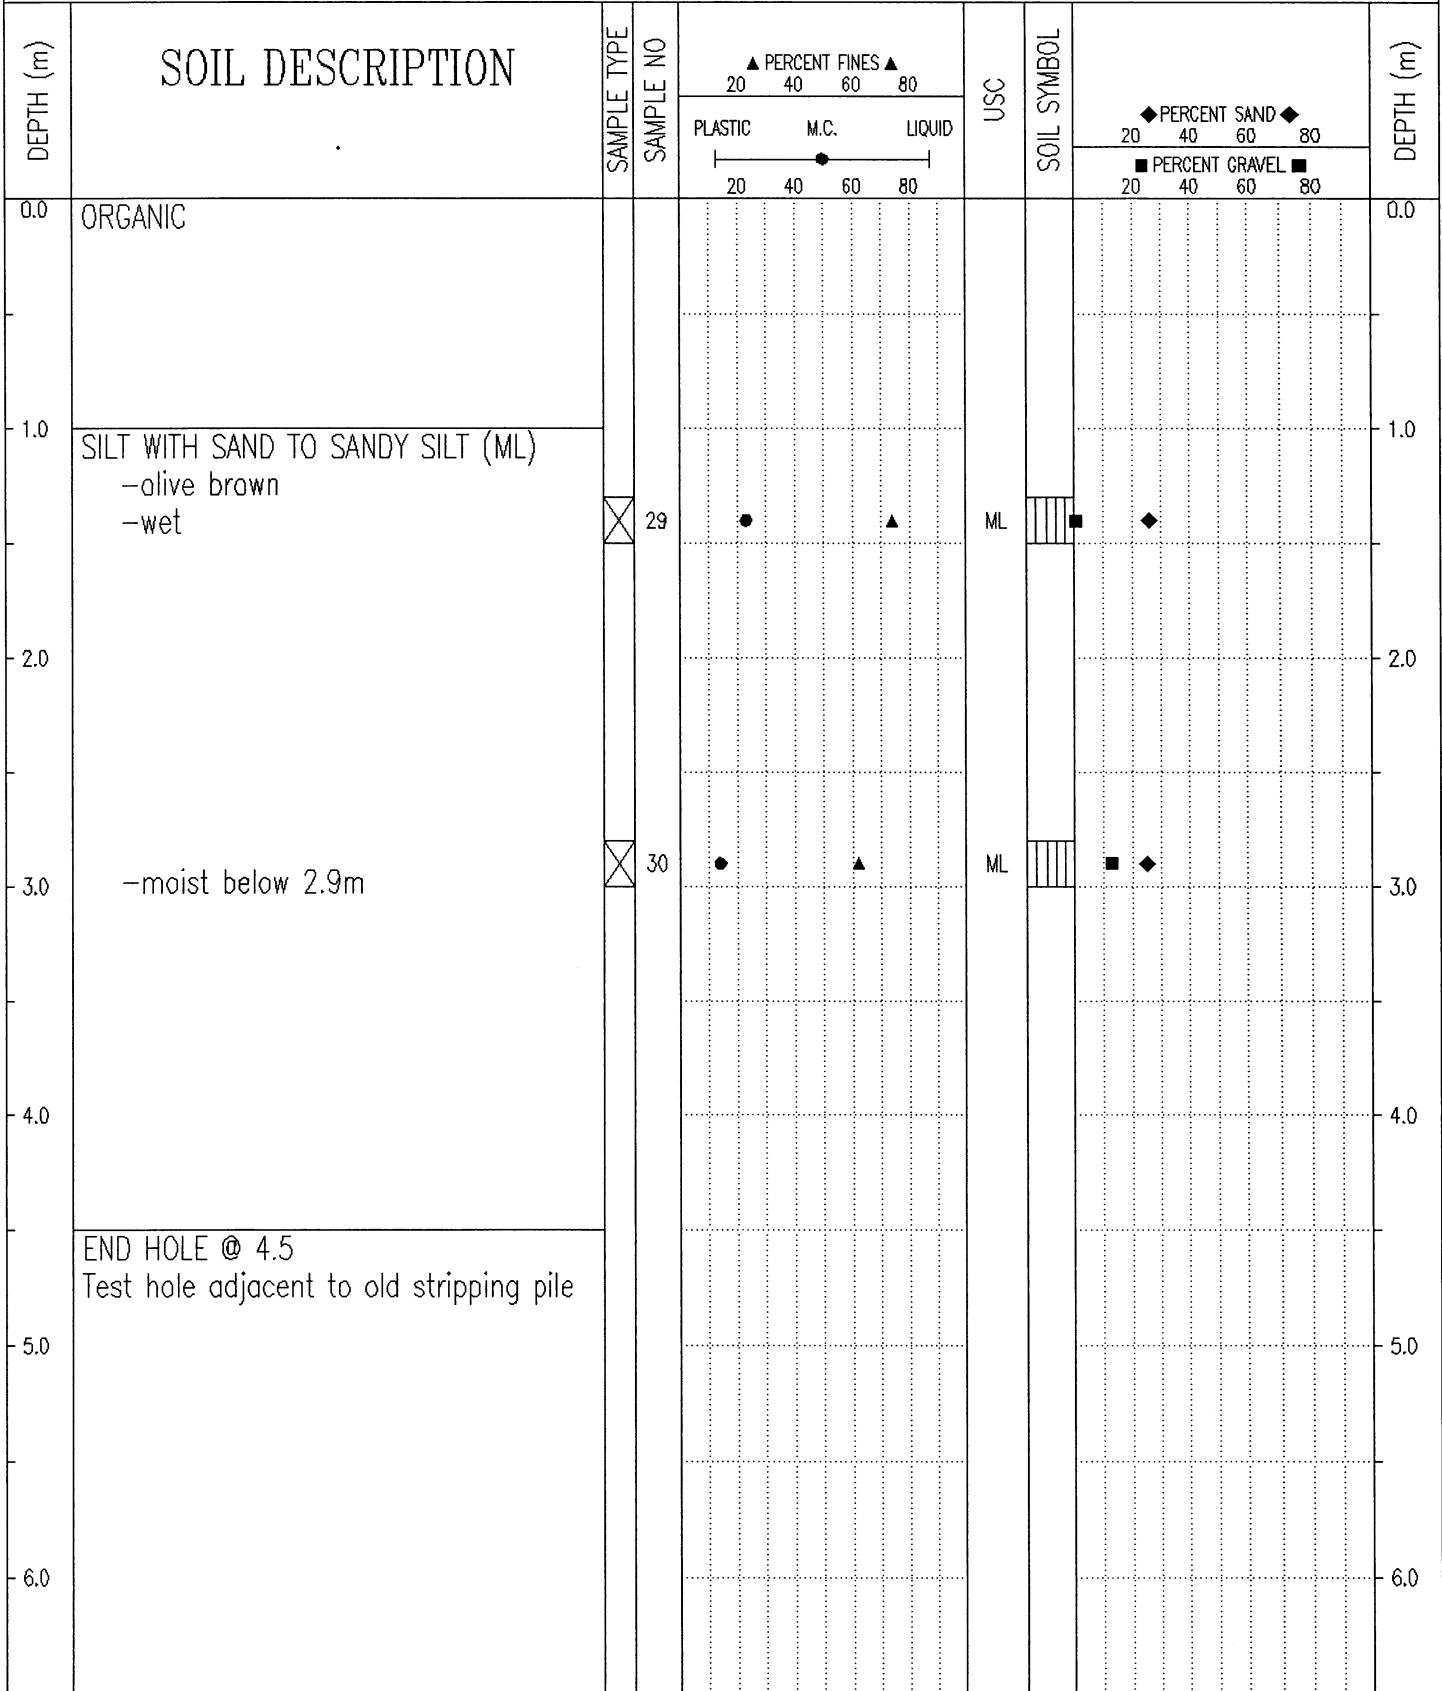 DEPTH (m)
SOIL DESCRIPTION
SAMPLE TYPE
SAMPLE NO
▲ PERCENT FINES ▲
20 40 60 80
PLASTIC M.C. LIQUID
20 40 60 80
USC
SOIL SYMBOL
◆ PERCENT SAND ◆
20 40 60 80
■ PERCENT GRAVEL ■
20 40 60 80
DEPTH (m)
0.0 ORGANIC 0.0
1.0 1.0
SILT WITH SAND TO SANDY SILT (ML)
-olive brown
-wet 29 ML
2.0 2.0
30 ML
3.0 -moist below 2.9m 3.0
4.0 4.0
END HOLE @ 4.5
Test hole adjacent to old stripping pile
5.0 5.0
6.0 6.0